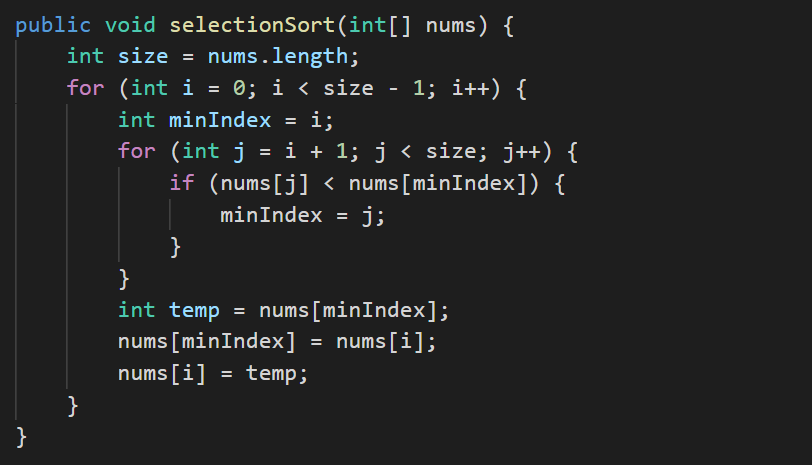 public void selectionSort(int[] nums) {
    int size = nums.length;
    for (int i = 0; i < size - 1; i++) {
        int minIndex = i;
        for (int j = i + 1; j < size; j++) {
            if (nums[j] < nums[minIndex]) {
                minIndex = j;
            }
        }
        int temp = nums[minIndex];
        nums[minIndex] = nums[i];
        nums[i] = temp;
    }
}